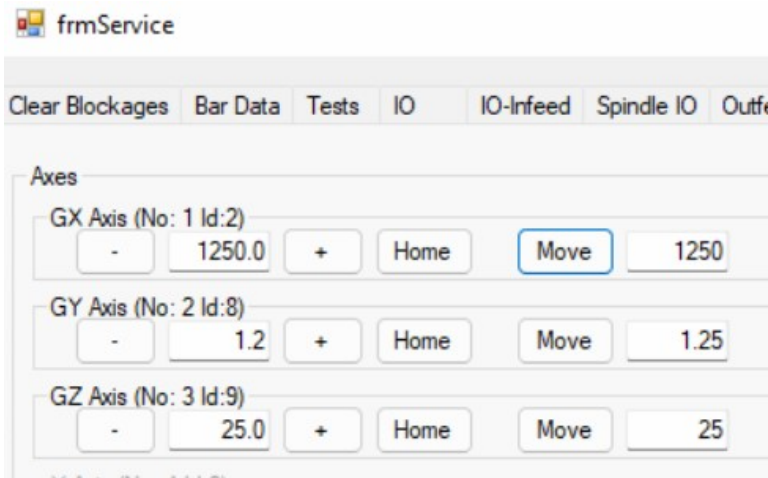 frmService
Clear Blockages Bar Data Tests IO IO-Infeed Spindle IO
Axes
GX Axis (No: 1 Id:2)
- 1250.0 + Home Move 1250
GY Axis (No: 2 Id:8)
- 1.2 + Home Move 1.25
GZ Axis (No: 3 Id:9)
- 25.0 + Home Move 25